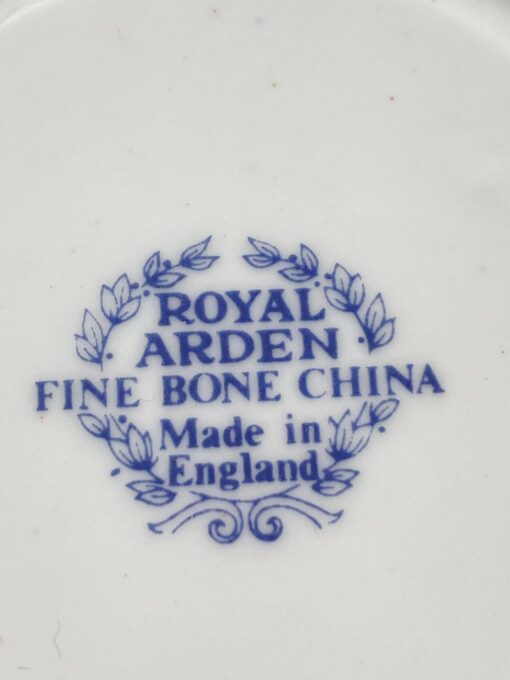 ROYAL
ARDEN
FINE BONE CHINA
Made in
England